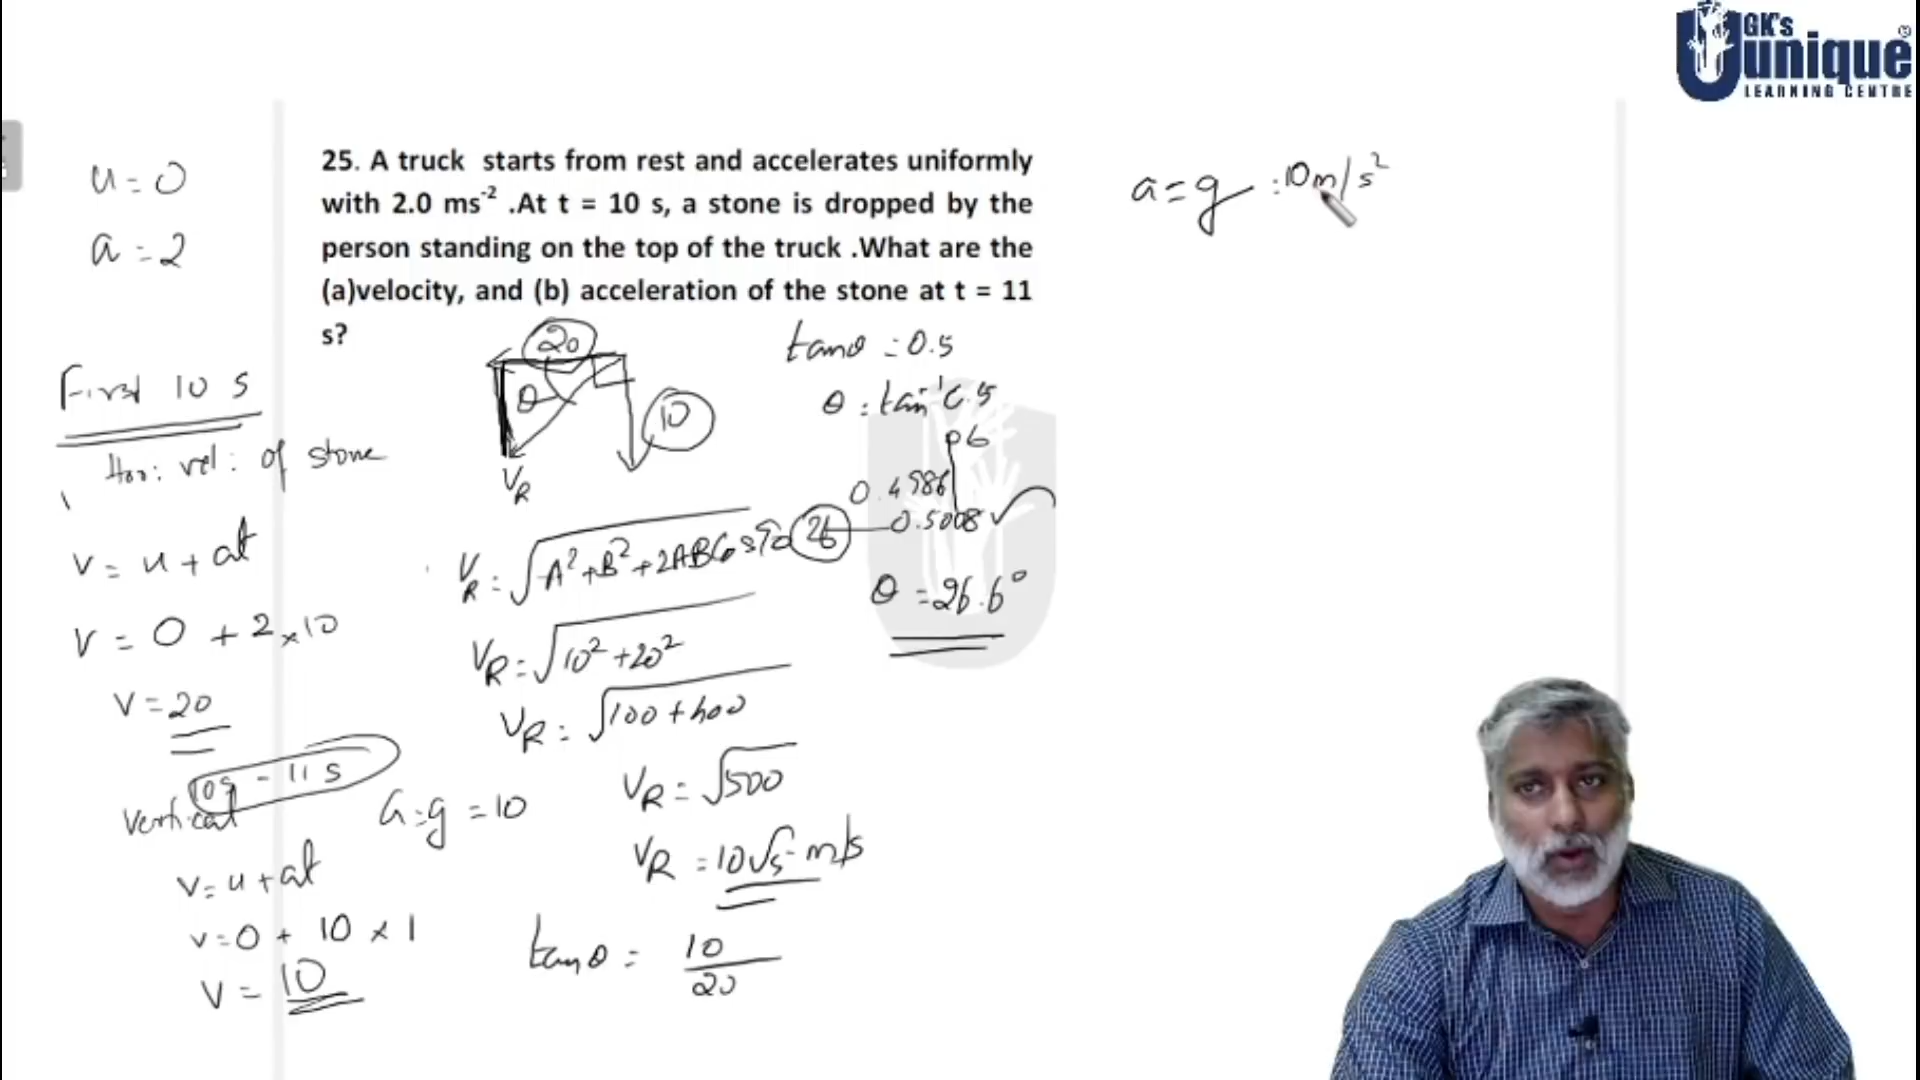 GK's
unique
LEARNING CENTRE
25. A truck starts from rest and accelerates uniformly
with 2.0 ms-2 .At t = 10 s, a stone is dropped by the
person standing on the top of the truck .What are the
(a)velocity, and (b) acceleration of the stone at t = 11
s?
u = 0
a = 2
First 10 s
Hor: vel: of stone
v = u + at
v = 0 + 2 x 10
v = 20
10s - 11 s
Vertical
a = g = 10
v = u + at
v = 0 + 10 x 1
v = 10
20
θ
10
VR
VR = √A²+B²+2ABCos90
VR = √10²+20²
VR = √100+400
VR = √500
VR = 10√5 m/s
tanθ = 10/20
tanθ = 0.5
θ = tan-1 0.5
p6
0.4986
26
0.5008
θ = 26.6°
a = g = 10m/s²